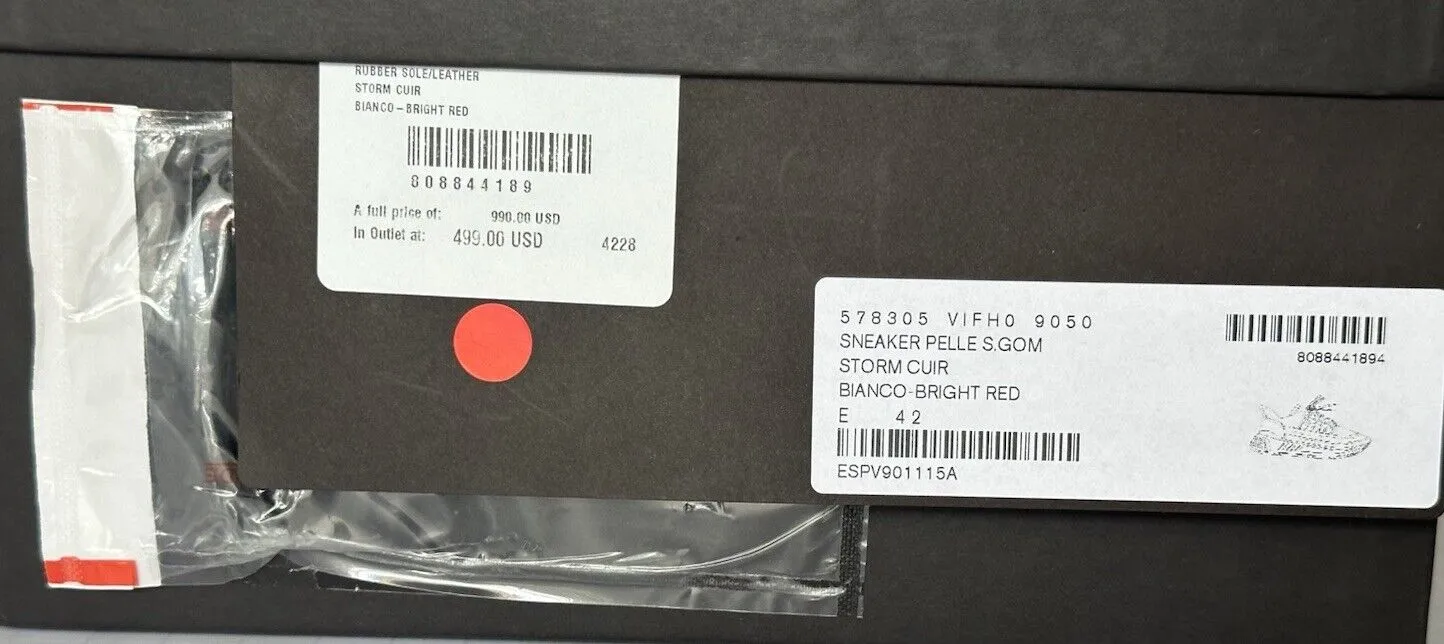 RUBBER SOLE/LEATHER
STORM CUIR
BIANCO-BRIGHT RED
808844189
A full price of: 990.00 USD
In Outlet at: 499.00 USD 4228
578305 VIFH0 9050
SNEAKER PELLE S.GOM
STORM CUIR
BIANCO-BRIGHT RED
E 42
ESPV901115A
8088441894